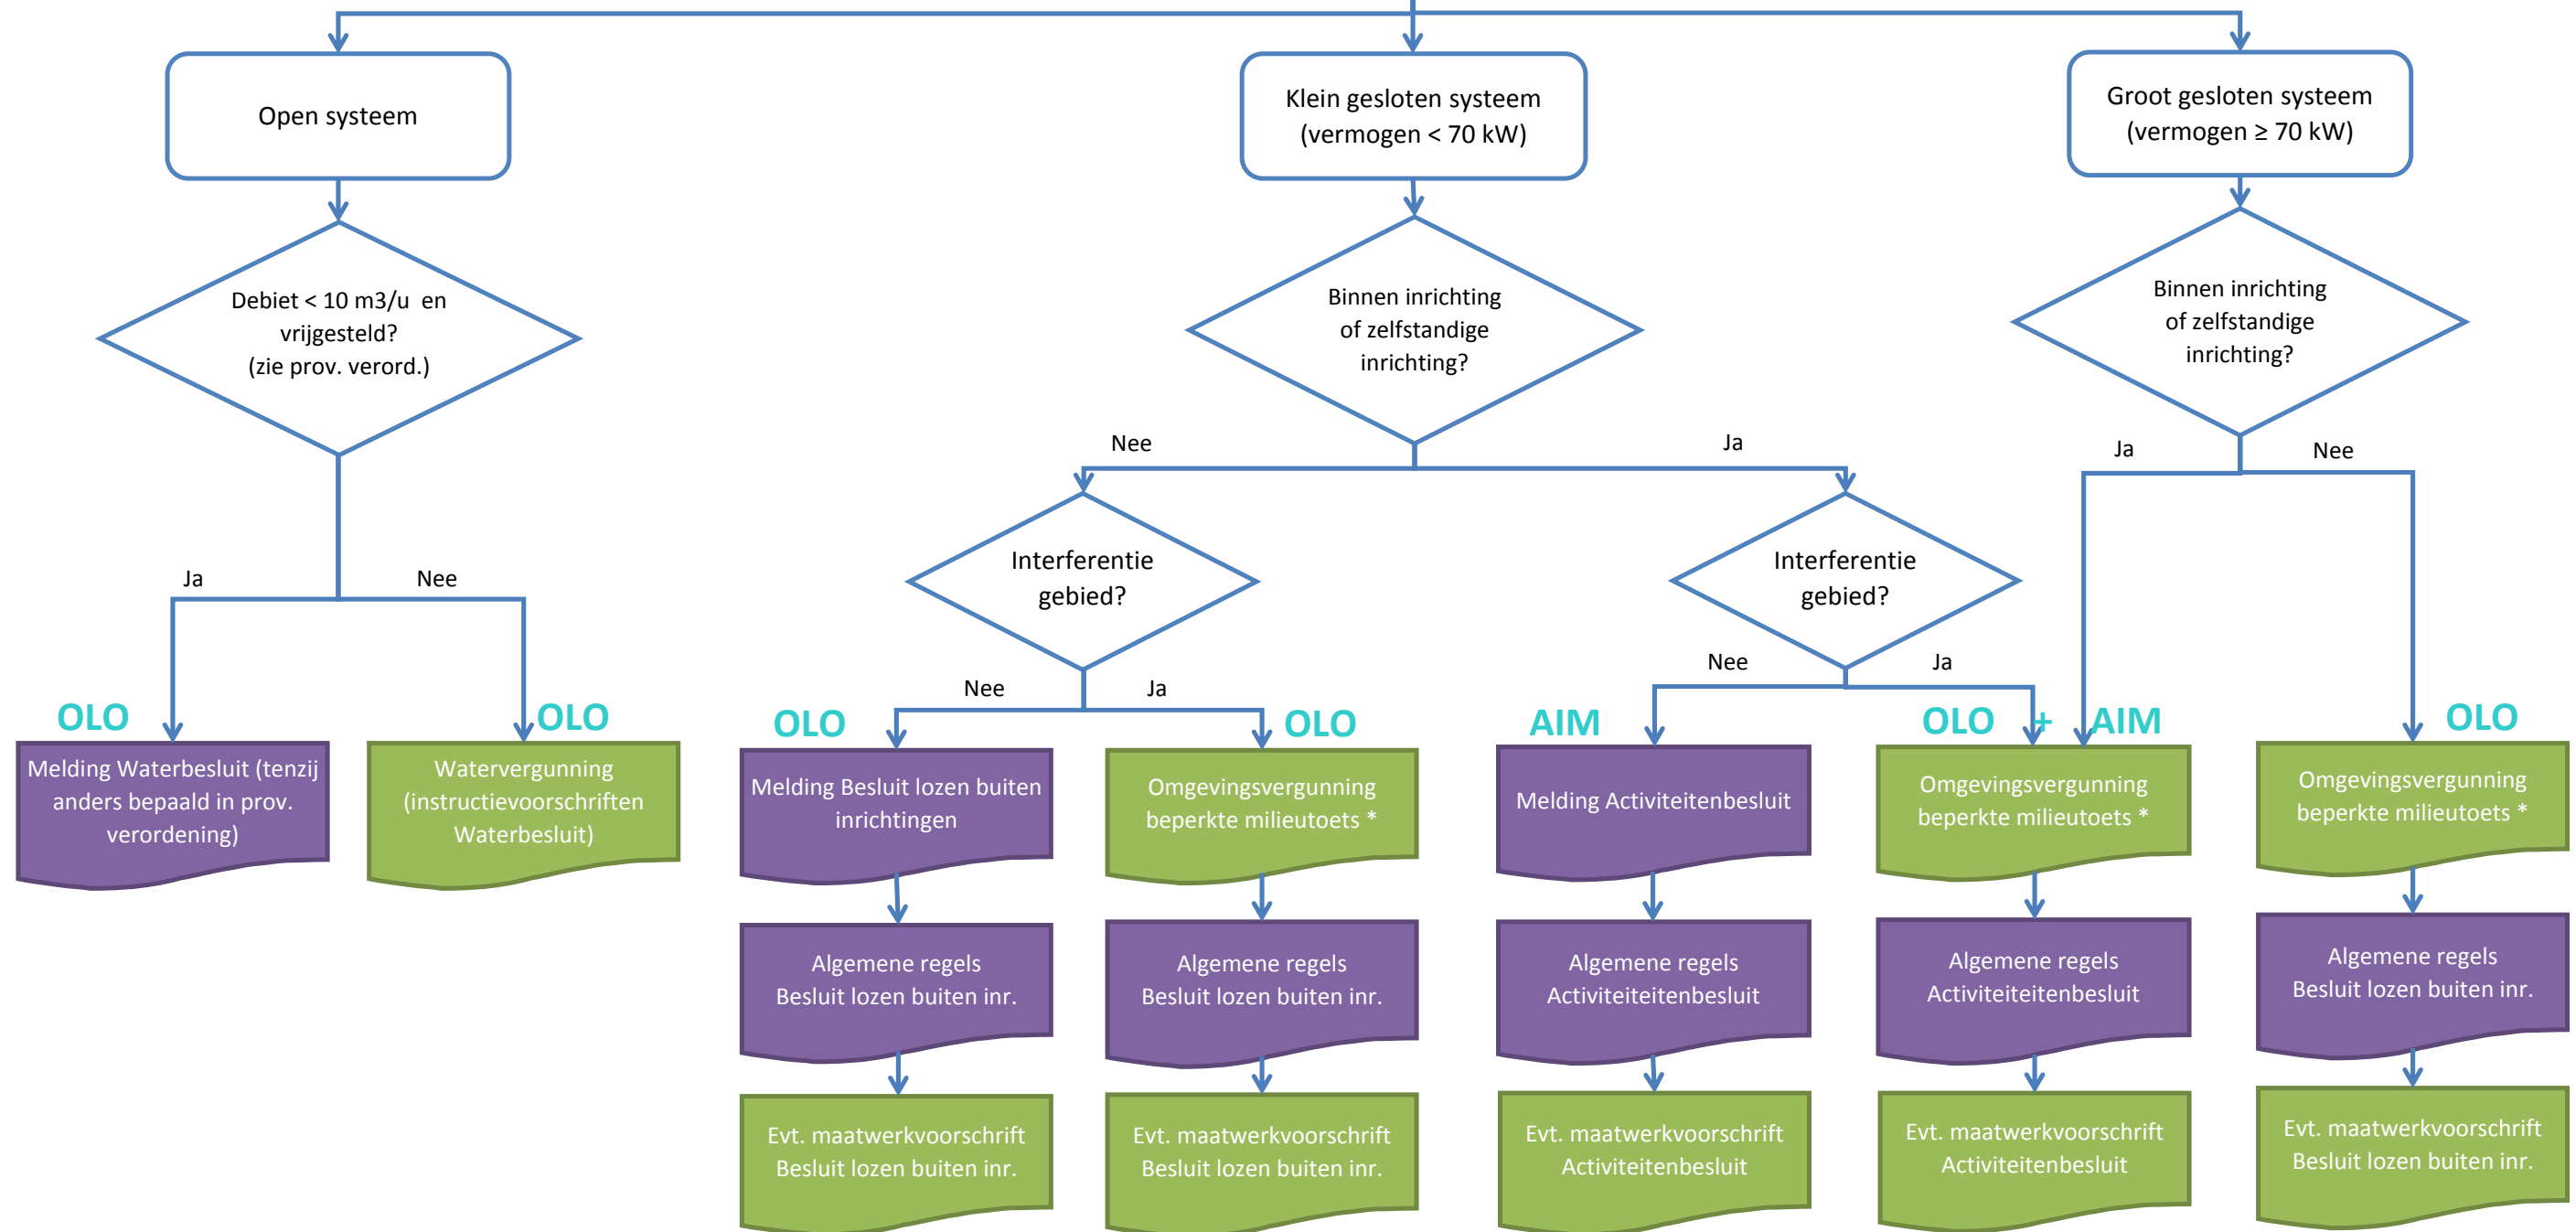 Open systeem
Klein gesloten systeem
(vermogen < 70 kW)
Groot gesloten systeem
(vermogen ≥ 70 kW)
Debiet < 10 m3/u en
vrijgesteld?
(zie prov. verord.)
Binnen inrichting
of zelfstandige
inrichting?
Binnen inrichting
of zelfstandige
inrichting?
Nee
Ja
Ja
Nee
Interferentie
gebied?
Interferentie
gebied?
Ja
Nee
Nee
Ja
Nee
Ja
OLO
OLO
OLO
OLO
AIM
OLO + AIM
OLO
Melding Waterbesluit (tenzij
anders bepaald in prov.
verordening)
Watervergunning
(instructievoorschriften
Waterbesluit)
Melding Besluit lozen buiten
inrichtingen
Omgevingsvergunning
beperkte milieutoets *
Melding Activiteitenbesluit
Omgevingsvergunning
beperkte milieutoets *
Omgevingsvergunning
beperkte milieutoets *
Algemene regels
Besluit lozen buiten inr.
Algemene regels
Besluit lozen buiten inr.
Algemene regels
Activiteiteitenbesluit
Algemene regels
Activiteiteitenbesluit
Algemene regels
Besluit lozen buiten inr.
Evt. maatwerkvoorschrift
Besluit lozen buiten inr.
Evt. maatwerkvoorschrift
Besluit lozen buiten inr.
Evt. maatwerkvoorschrift
Activiteitenbesluit
Evt. maatwerkvoorschrift
Activiteitenbesluit
Evt. maatwerkvoorschrift
Besluit lozen buiten inr.